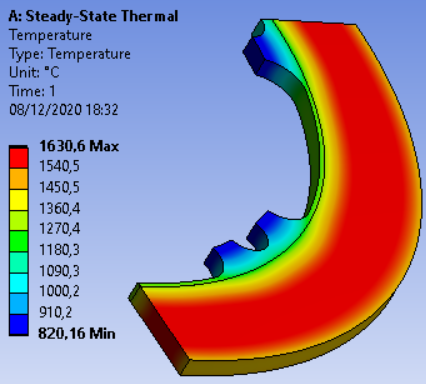 A: Steady-State Thermal
Temperature
Type: Temperature
Unit: °C
Time: 1
08/12/2020 18:32
1630,6 Max
1540,5
1450,5
1360,4
1270,4
1180,3
1090,3
1000,2
910,2
820,16 Min